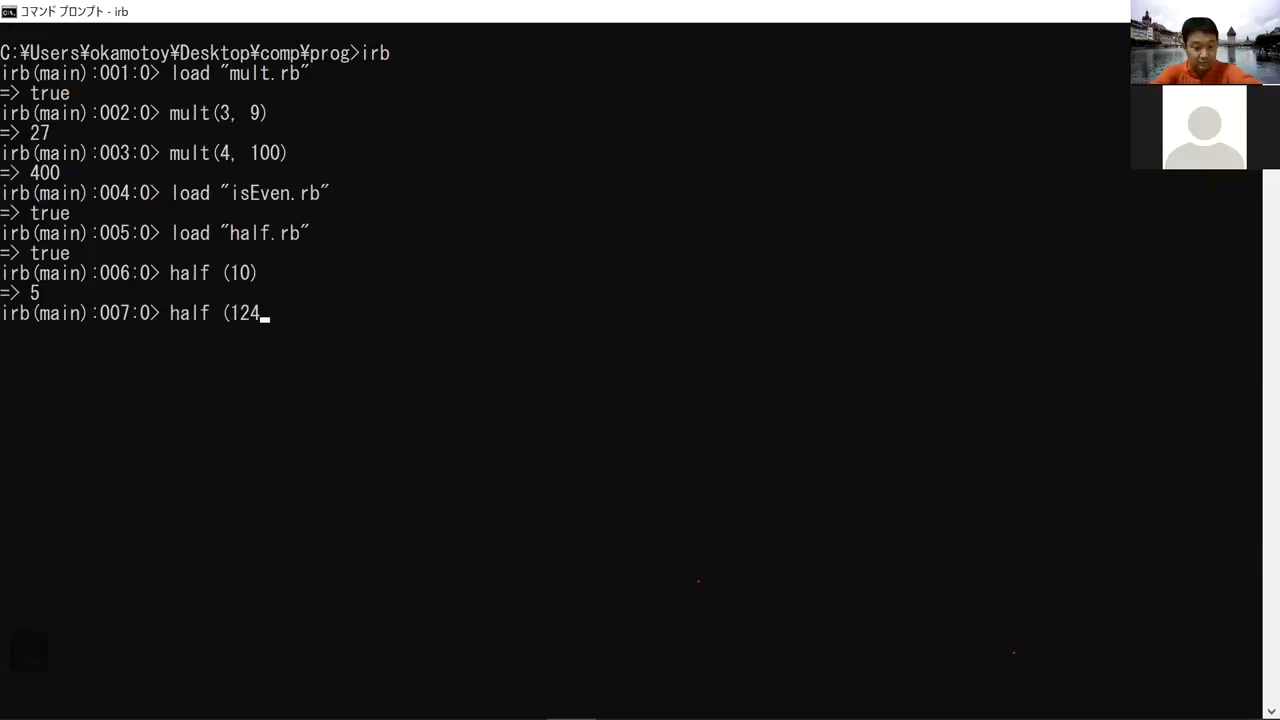 コマンド プロンプト - irb
C:¥Users¥okamotoy¥Desktop¥comp¥prog>irb
irb(main):001:0> load "mult.rb"
=> true
irb(main):002:0> mult(3, 9)
=> 27
irb(main):003:0> mult(4, 100)
=> 400
irb(main):004:0> load "isEven.rb"
=> true
irb(main):005:0> load "half.rb"
=> true
irb(main):006:0> half (10)
=> 5
irb(main):007:0> half (124